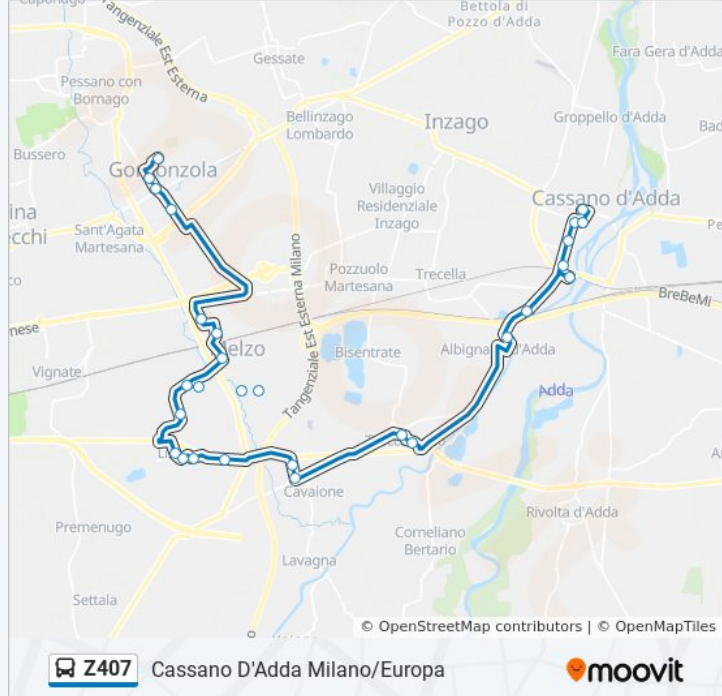 Caponago
Bettola di
Pozzo d'Adda
Tangenziale Est Esterna
Gessate
Fara Gera d'Adda
Pessano con
Bornago
Bellinzago
Lombardo
Inzago
Groppello d'Adda
Bussero
Gorgonzola
Villaggio
Residenziale
Inzago
Cassano d'Adda
Sant'Agata
Martesana
Pozzuolo
Martesana
Trecella
BreBeMi
Tangenziale Est Esterna Milano
Melzo
Bisentrate
Albignano d'Adda
Vignate
Adda
Cavaione
Rivolta d'Adda
Premenugo
Corneliano
Bertario
Lavagna
Settala
© OpenStreetMap contributors | © OpenMapTiles
Z407 Cassano D'Adda Milano/Europa
moovit